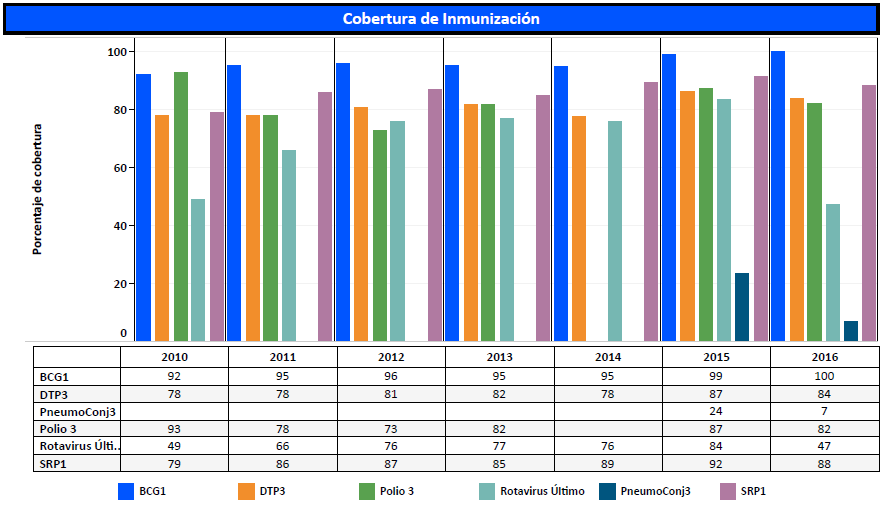 Cobertura de Inmunización
Porcentaje de cobertura
100
80
60
40
20
0
2010 2011 2012 2013 2014 2015 2016
BCG1 92 95 96 95 95 99 100
DTP3 78 78 81 82 78 87 84
PneumoConj3 24 7
Polio 3 93 78 73 82 87 82
Rotavirus Últi.. 49 66 76 77 76 84 47
SRP1 79 86 87 85 89 92 88
BCG1 DTP3 Polio 3 Rotavirus Último PneumoConj3 SRP1